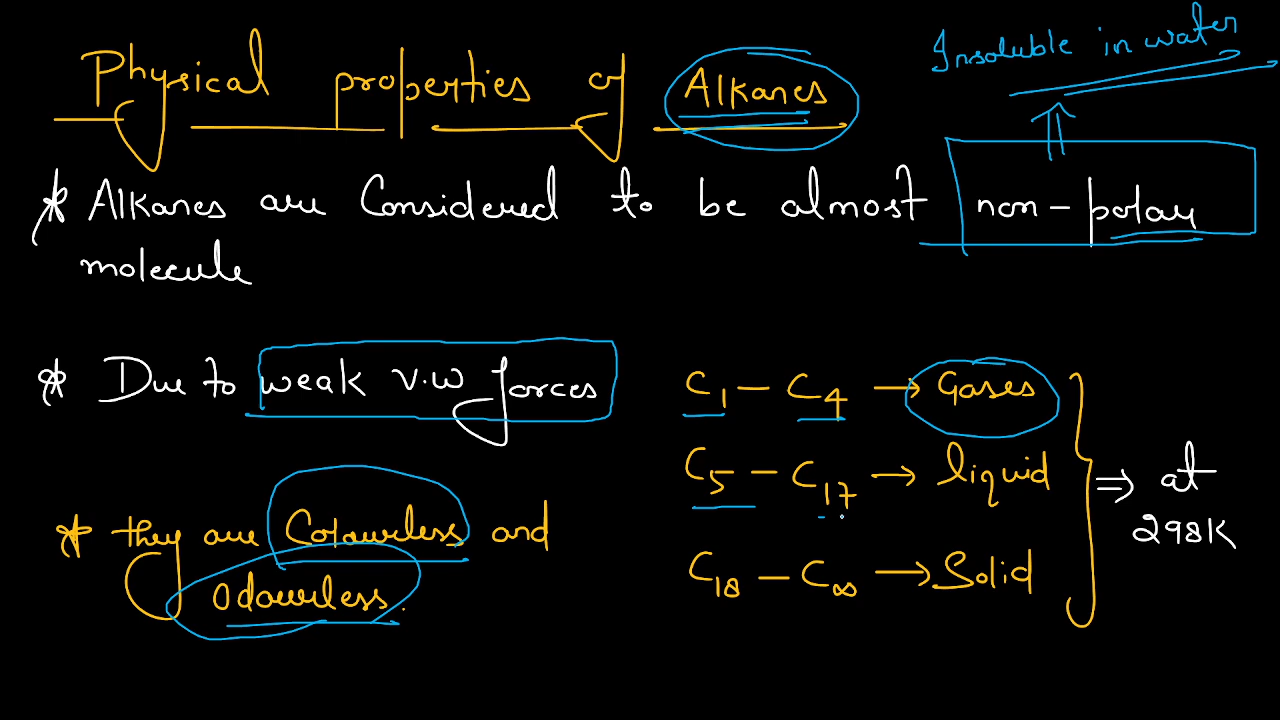 Physical properties of Alkanes
Insoluble in water
* Alkanes are Considered to be almost non-polar
molecule
* Due to weak v.w forces
C1 – C4 → Gases
C5 – C17 → liquid
C18 – C∞ → Solid
⇒ at
298K
* they are Colourless and
Odourless.